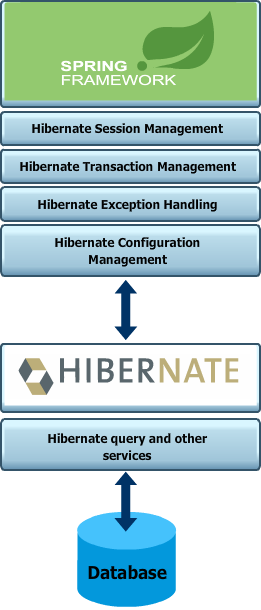 SPRING
FRAMEWORK
Hibernate Session Management
Hibernate Transaction Management
Hibernate Exception Handling
Hibernate Configuration
Management
HIBERNATE
Hibernate query and other
services
Database